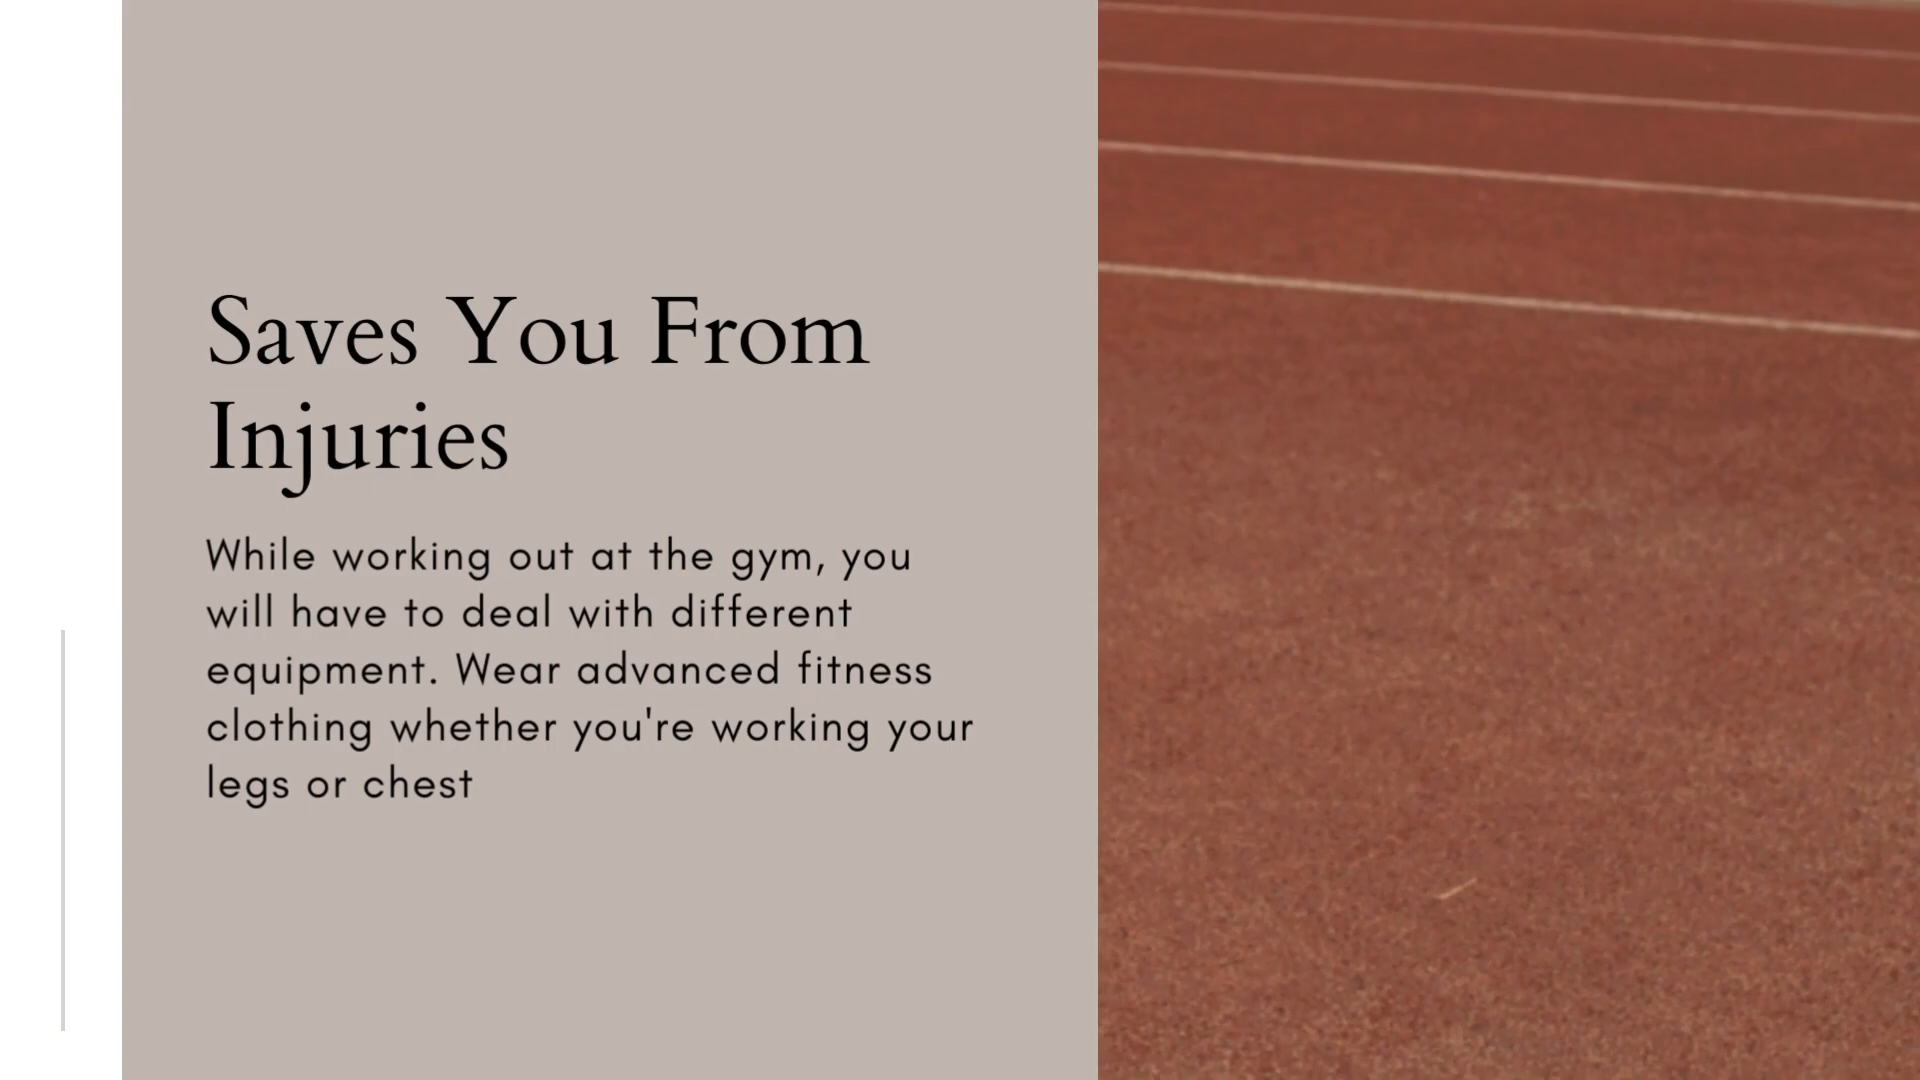 Saves You From
Injuries
While working out at the gym, you
will have to deal with different
equipment. Wear advanced fitness
clothing whether you're working your
legs or chest